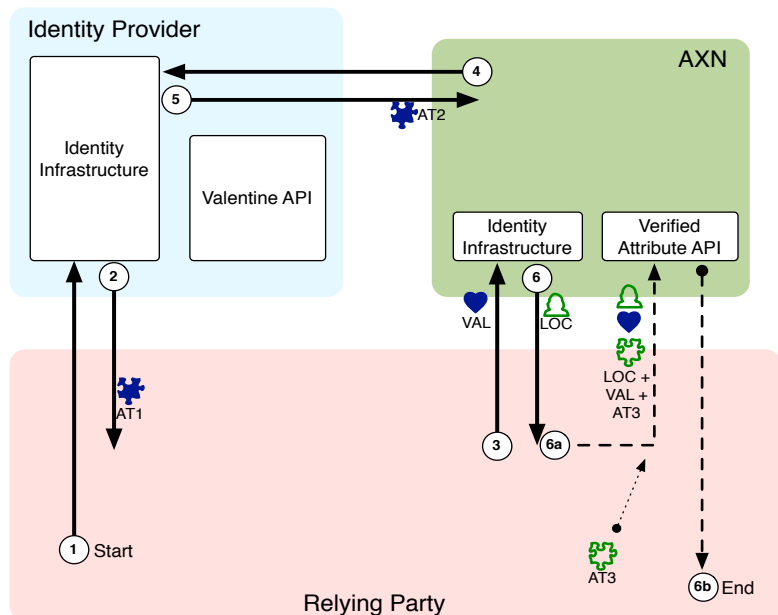 Identity Provider
AXN
4
5
AT2
Identity
Infrastructure
Valentine API
Identity
Infrastructure
Verified
Attribute API
2
6
VAL
LOC
LOC +
VAL +
AT3
AT1
3
6a
1
Start
AT3
6b
End
Relying Party